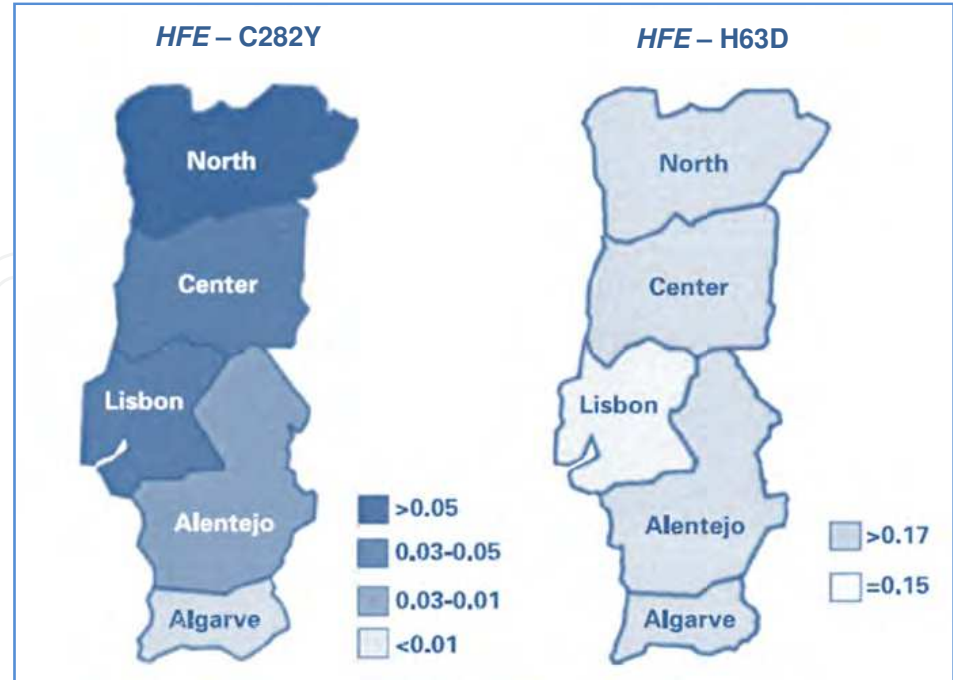 HFE – C282Y
North
Center
Lisbon
Alentejo
Algarve
>0.05
0.03-0.05
0.03-0.01
<0.01
HFE – H63D
North
Center
Lisbon
Alentejo
Algarve
>0.17
=0.15